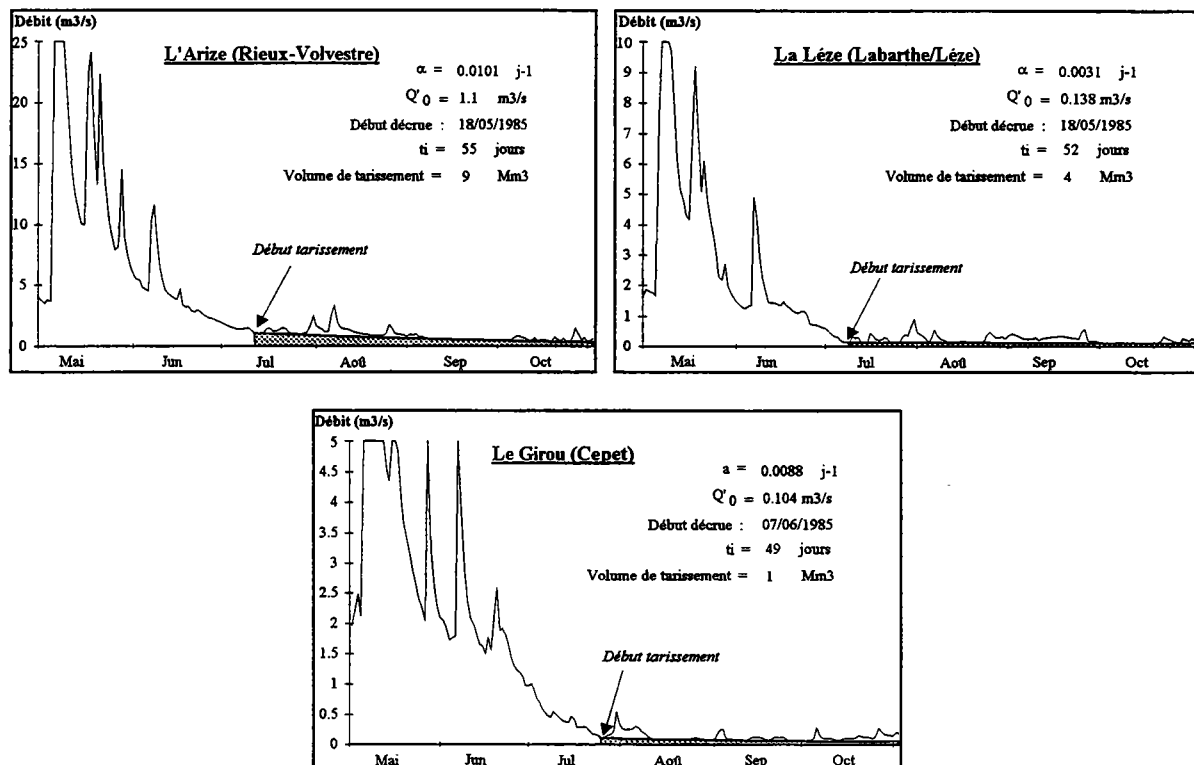 Débit (m3/s)
L'Arize (Rieux-Volvestre)
α = 0.0101 j-1
Q'0 = 1.1 m3/s
Début décrue : 18/05/1985
ti = 55 jours
Volume de tarissement = 9 Mm3
Début tarissement
25
20
15
10
5
0
Mai Jun Jul Aoû Sep Oct
Débit (m3/s)
La Léze (Labarthe/Léze)
α = 0.0031 j-1
Q'0 = 0.138 m3/s
Début décrue : 18/05/1985
ti = 52 jours
Volume de tarissement = 4 Mm3
Début tarissement
10
9
8
7
6
5
4
3
2
1
0
Mai Jun Jul Aoû Sep Oct
Débit (m3/s)
Le Girou (Cepet)
a = 0.0088 j-1
Q'0 = 0.104 m3/s
Début décrue : 07/06/1985
ti = 49 jours
Volume de tarissement = 1 Mm3
Début tarissement
5
4.5
4
3.5
3
2.5
2
1.5
1
0.5
0
Mai Jun Jul Aoû Sep Oct